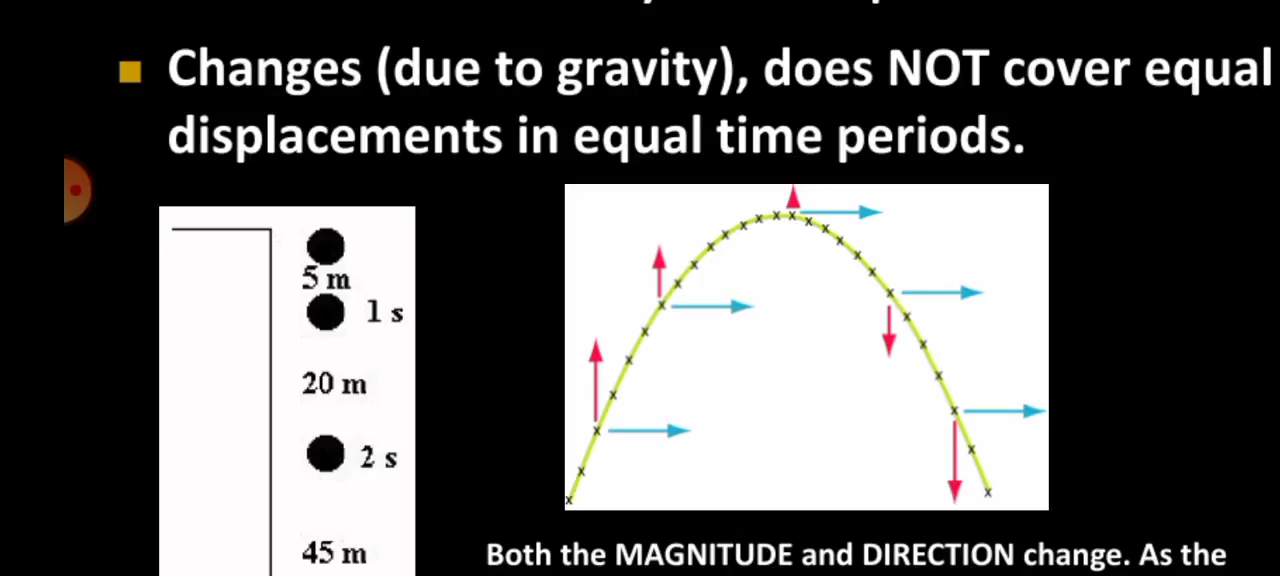 Changes (due to gravity), does NOT cover equal
displacements in equal time periods.
5 m
1 s
20 m
2 s
45 m
Both the MAGNITUDE and DIRECTION change. As the